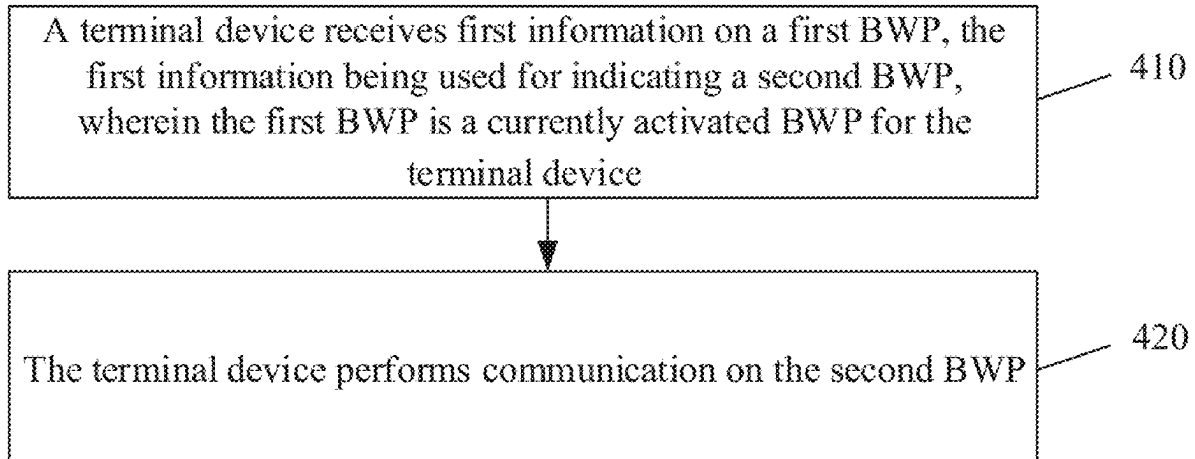 A terminal device receives first information on a first BWP, the
first information being used for indicating a second BWP,
wherein the first BWP is a currently activated BWP for the
terminal device
410
The terminal device performs communication on the second BWP
420